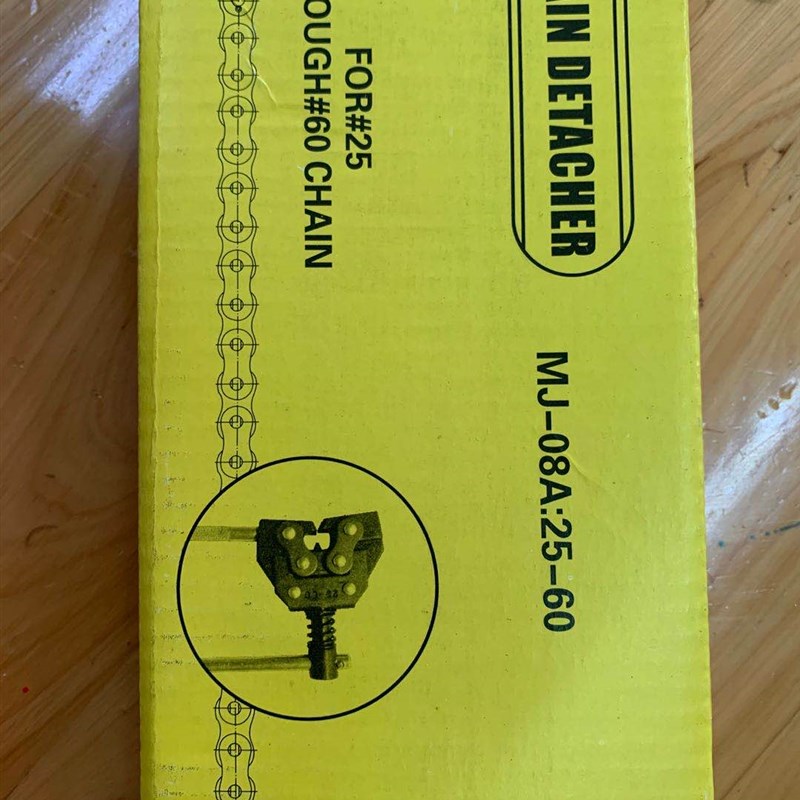 AIN DETACHER
MJ-08A:25-60
FOR#25
OUGH#60 CHAIN